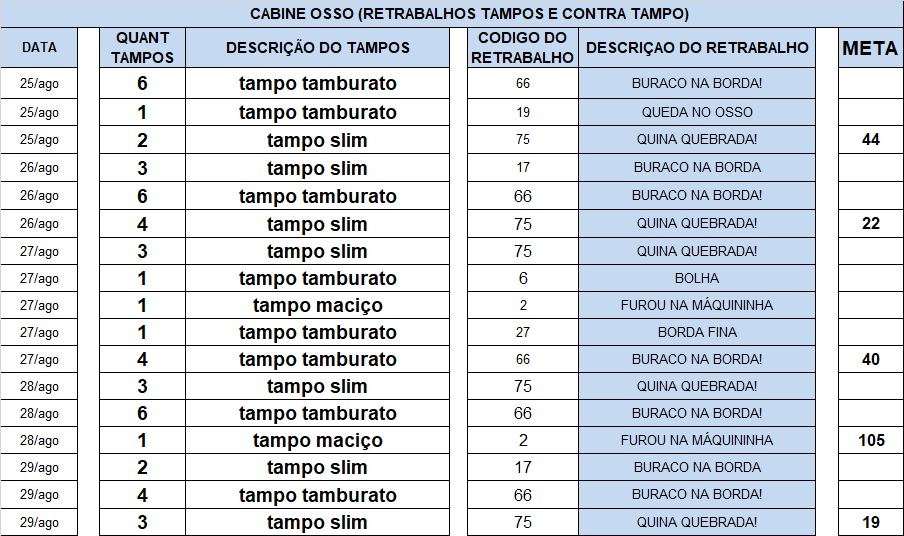 CABINE OSSO (RETRABALHOS TAMPOS E CONTRA TAMPO)
DATA QUANT TAMPOS DESCRIÇÃO DO TAMPOS CODIGO DO RETRABALHO DESCRIÇAO DO RETRABALHO META
25/ago 6 tampo tamburato 66 BURACO NA BORDA!
25/ago 1 tampo tamburato 19 QUEDA NO OSSO
25/ago 2 tampo slim 75 QUINA QUEBRADA! 44
26/ago 3 tampo slim 17 BURACO NA BORDA
26/ago 6 tampo tamburato 66 BURACO NA BORDA!
26/ago 4 tampo slim 75 QUINA QUEBRADA! 22
27/ago 3 tampo slim 75 QUINA QUEBRADA!
27/ago 1 tampo tamburato 6 BOLHA
27/ago 1 tampo maciço 2 FUROU NA MÁQUININHA
27/ago 1 tampo tamburato 27 BORDA FINA
27/ago 4 tampo tamburato 66 BURACO NA BORDA! 40
28/ago 3 tampo slim 75 QUINA QUEBRADA!
28/ago 6 tampo tamburato 66 BURACO NA BORDA!
28/ago 1 tampo maciço 2 FUROU NA MÁQUININHA 105
29/ago 2 tampo slim 17 BURACO NA BORDA
29/ago 4 tampo tamburato 66 BURACO NA BORDA!
29/ago 3 tampo slim 75 QUINA QUEBRADA! 19